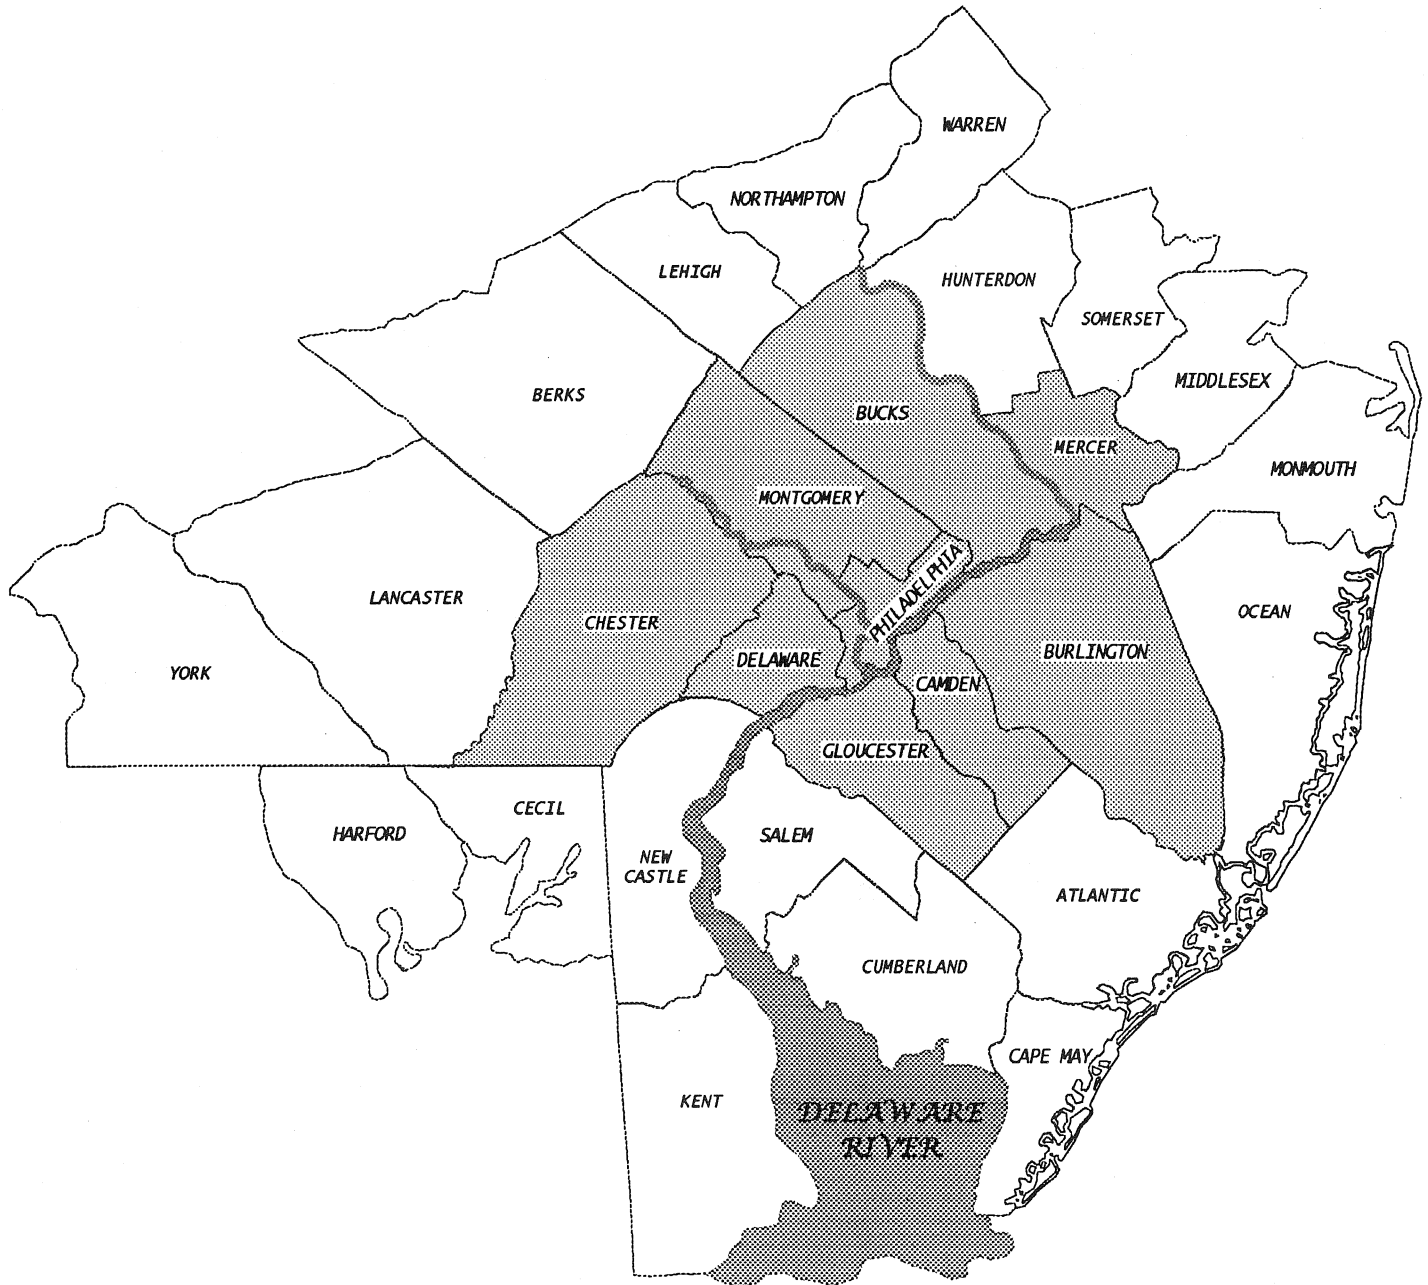 WARREN
NORTHAMPTON
LEHIGH
HUNTERDON
SOMERSET
MIDDLESEX
BERKS
BUCKS
MERCER
MONMOUTH
MONTGOMERY
PHILADELPHIA
LANCASTER
OCEAN
CHESTER
BURLINGTON
DELAWARE
YORK
CAMDEN
GLOUCESTER
CECIL
HARFORD
SALEM
NEW
CASTLE
ATLANTIC
CUMBERLAND
CAPE MAY
KENT
DELAWARE
RIVER